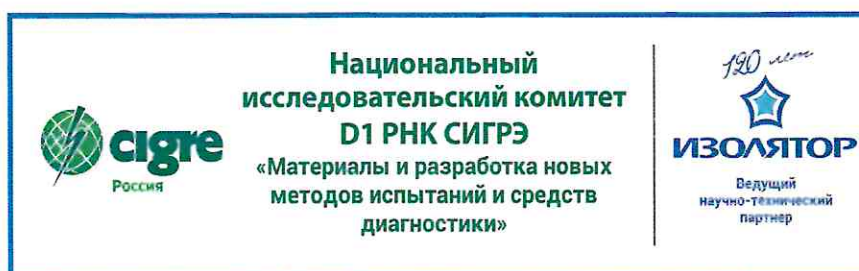 cigre
Россия
Национальный
исследовательский комитет
D1 РНК СИГРЭ
«Материалы и разработка новых
методов испытаний и средств
диагностики»
120 лет
ИЗОЛЯТОР
Ведущий
научно-технический
партнер